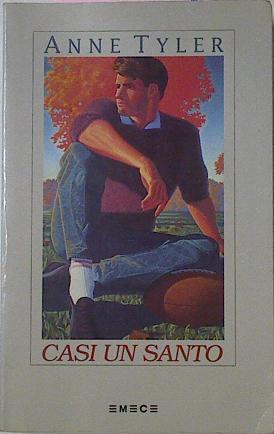 ANNE TYLER
CASI UN SANTO
EMECE